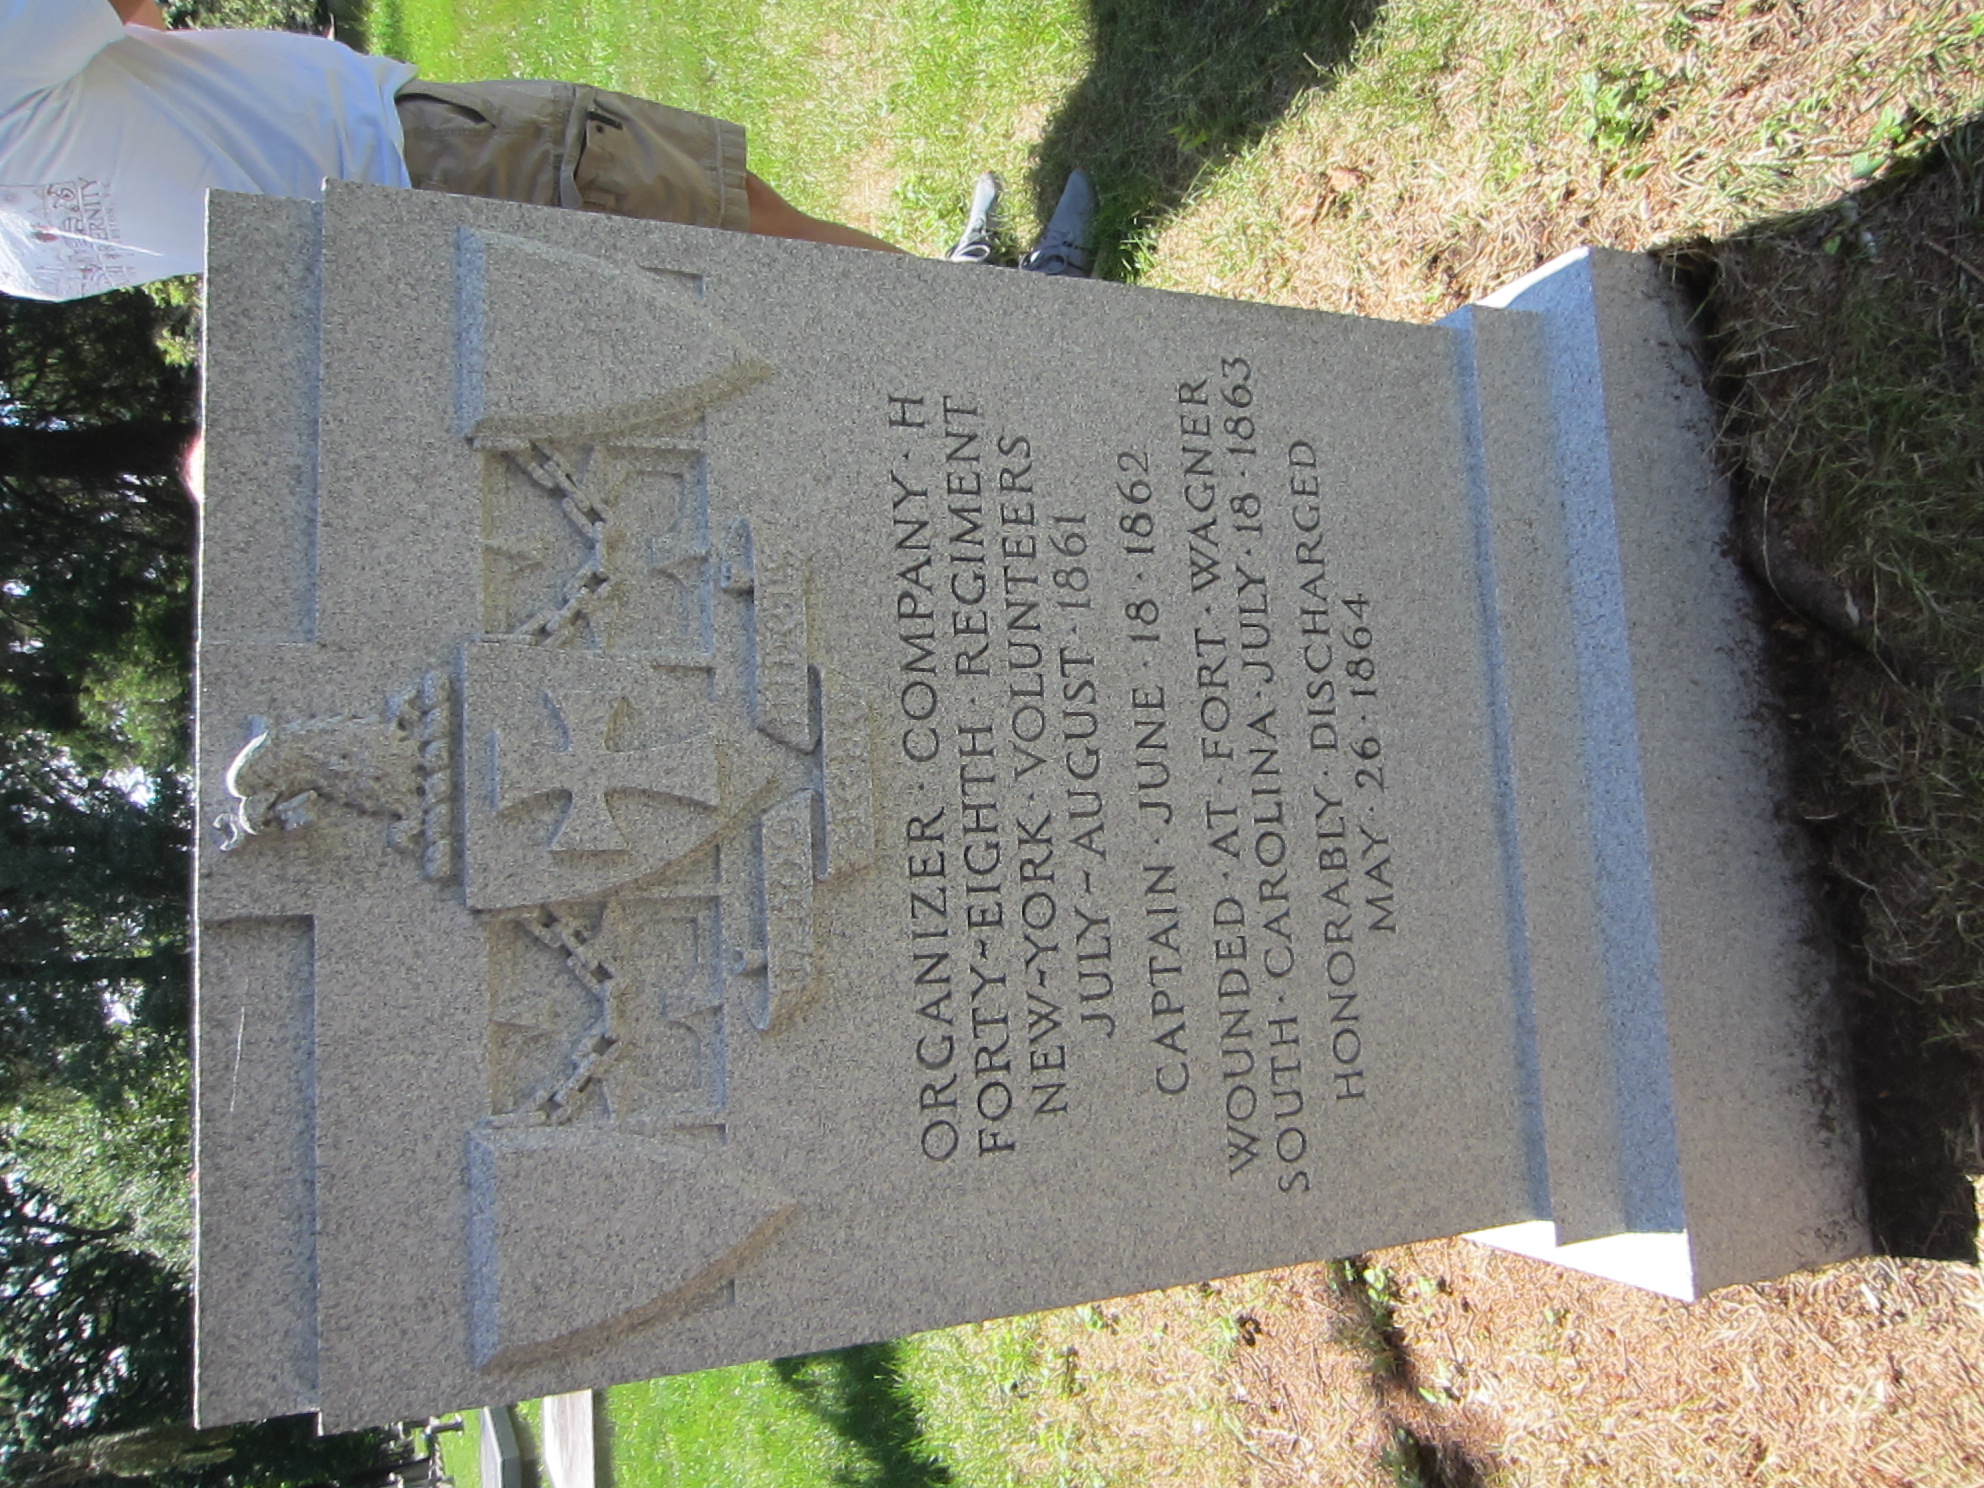 ORGANIZER · COMPANY · H
FORTY-EIGHTH · REGIMENT
NEW-YORK · VOLUNTEERS
JULY - AUGUST · 1861
CAPTAIN · JUNE · 18 · 1862
WOUNDED · AT · FORT · WAGNER
SOUTH · CAROLINA · JULY · 18 · 1863
HONORABLY · DISCHARGED
MAY · 26 · 1864